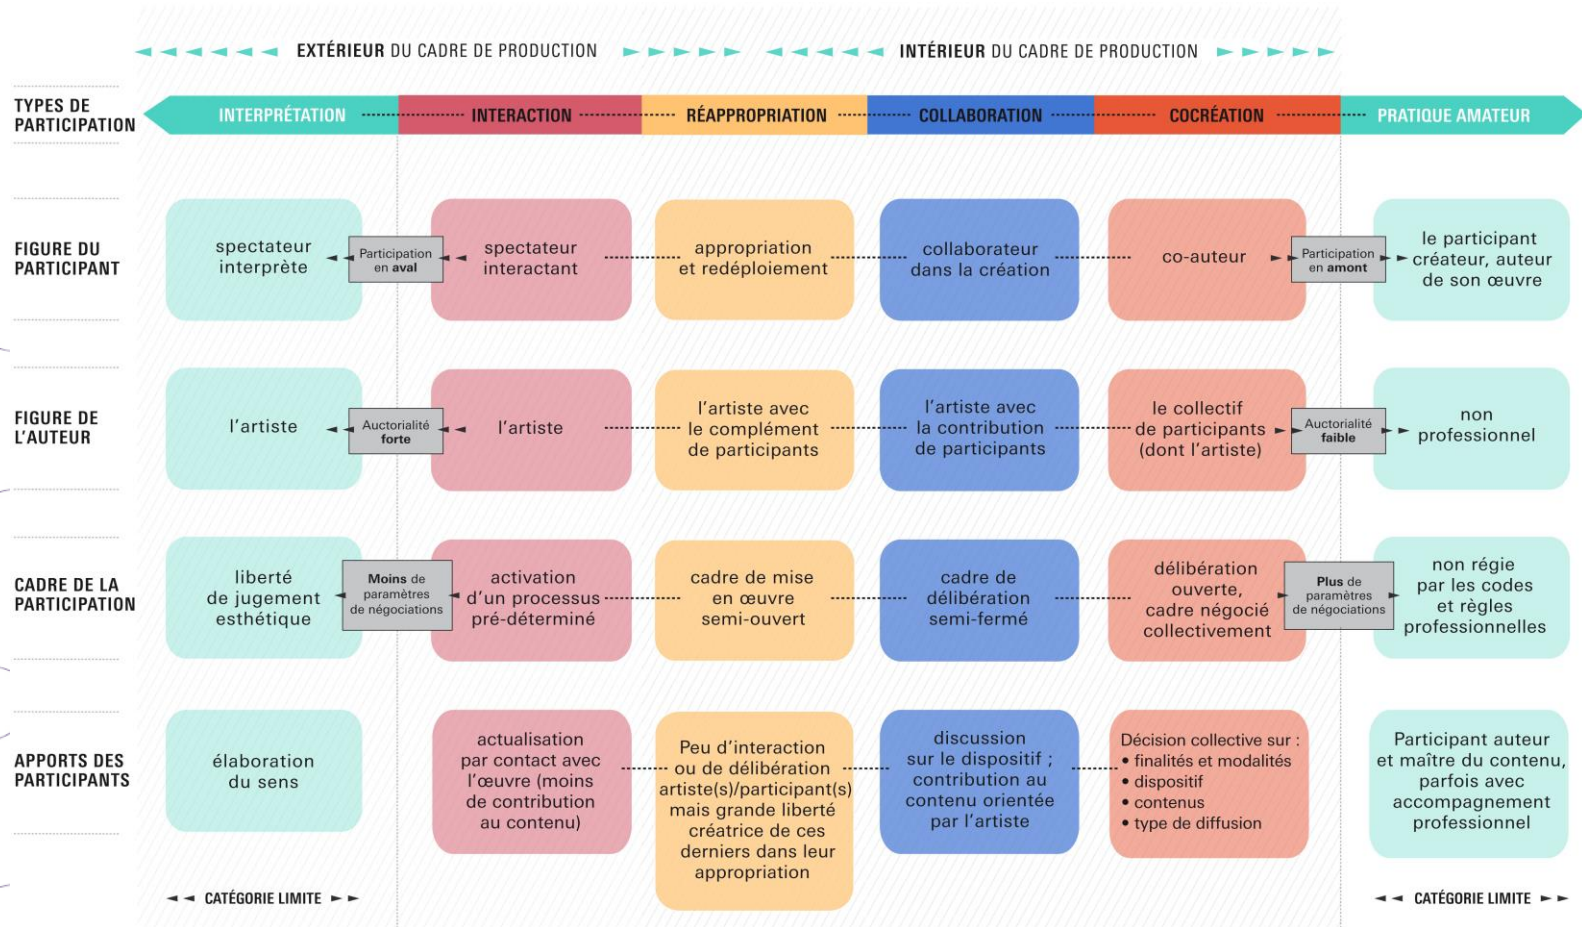 EXTÉRIEUR DU CADRE DE PRODUCTION
INTÉRIEUR DU CADRE DE PRODUCTION
TYPES DE
PARTICIPATION
INTERPRÉTATION
INTERACTION
RÉAPPROPRIATION
COLLABORATION
COCRÉATION
PRATIQUE AMATEUR
FIGURE DU
PARTICIPANT
spectateur
interprète
Participation
en aval
spectateur
interactant
appropriation
et redéploiement
collaborateur
dans la création
co-auteur
Participation
en amont
le participant
créateur, auteur
de son œuvre
FIGURE DE
L'AUTEUR
l'artiste
Auctorialité
forte
l'artiste
l'artiste avec
le complément
de participants
l'artiste avec
la contribution
de participants
le collectif
de participants
(dont l'artiste)
Auctorialité
faible
non
professionnel
CADRE DE LA
PARTICIPATION
liberté
de jugement
esthétique
Moins de
paramètres
de négociations
activation
d'un processus
pré-déterminé
cadre de mise
en œuvre
semi-ouvert
cadre de
délibération
semi-fermé
délibération
ouverte,
cadre négocié
collectivement
Plus de
paramètres
de négociations
non régie
par les codes
et règles
professionnelles
APPORTS DES
PARTICIPANTS
élaboration
du sens
actualisation
par contact avec
l'œuvre (moins
de contribution
au contenu)
Peu d'interaction
ou de délibération
artiste(s)/participant(s)
mais grande liberté
créatrice de ces
derniers dans leur
appropriation
discussion
sur le dispositif ;
contribution au
contenu orientée
par l'artiste
Décision collective sur :
• finalités et modalités
• dispositif
• contenus
• type de diffusion
Participant auteur
et maître du contenu,
parfois avec
accompagnement
professionnel
CATÉGORIE LIMITE
CATÉGORIE LIMITE